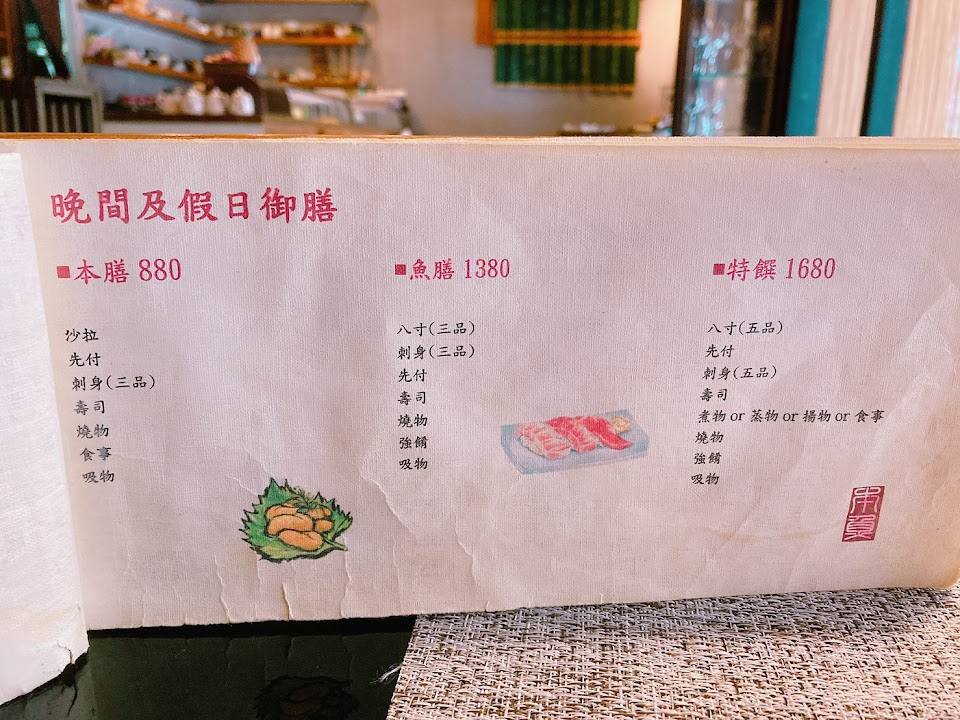 晚間及假日御膳
本膳 880
沙拉
先付
刺身(三品)
壽司
燒物
食事
吸物
魚膳 1380
八寸(三品)
刺身(三品)
先付
壽司
燒物
強肴
吸物
特饌 1680
八寸(五品)
先付
刺身(五品)
壽司
煮物 or 蒸物 or 揚物 or 食事
燒物
強肴
吸物